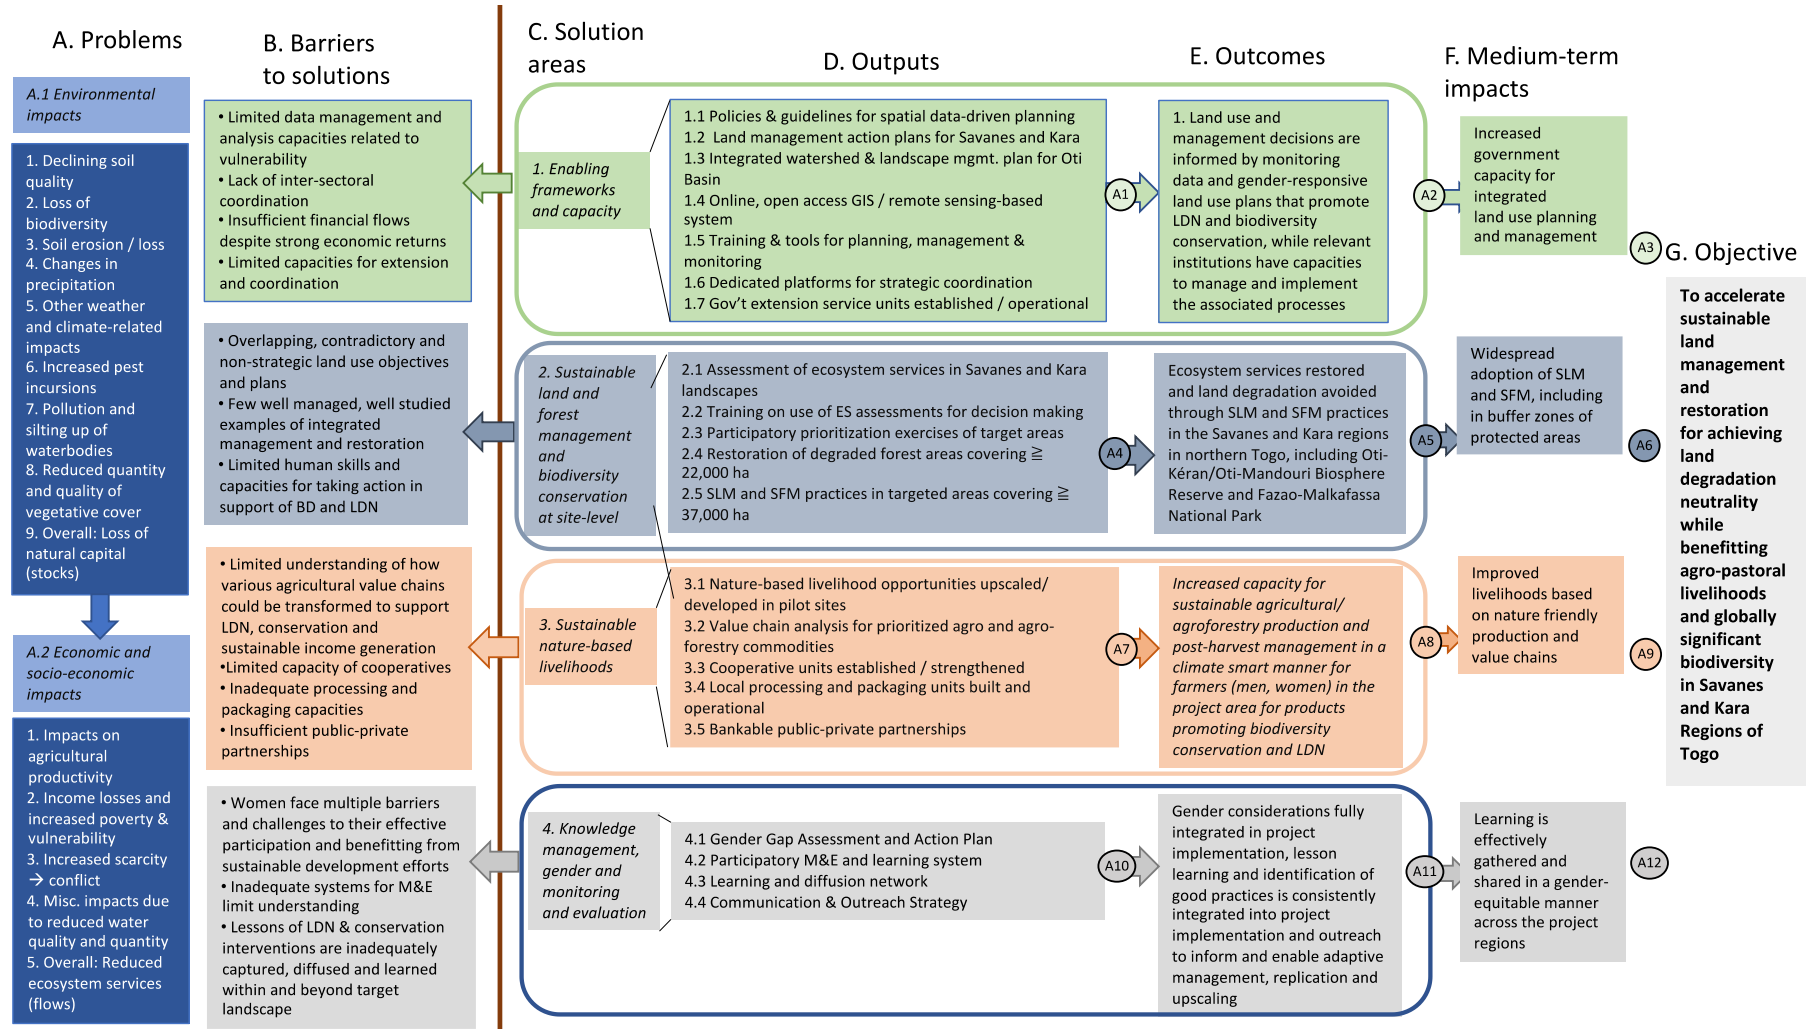 A. Problems
A.1 Environmental
impacts
1. Declining soil
quality
2. Loss of
biodiversity
3. Soil erosion / loss
4. Changes in
precipitation
5. Other weather
and climate-related
impacts
6. Increased pest
incursions
7. Pollution and
silting up of
waterbodies
8. Reduced quantity
and quality of
vegetative cover
9. Overall: Loss of
natural capital
(stocks)
A.2 Economic and
socio-economic
impacts
1. Impacts on
agricultural
productivity
2. Income losses and
increased poverty &
vulnerability
3. Increased scarcity
→ conflict
4. Misc. impacts due
to reduced water
quality and quantity
5. Overall: Reduced
ecosystem services
(flows)
B. Barriers
to solutions
• Limited data management and
analysis capacities related to
vulnerability
• Lack of inter-sectoral
coordination
• Insufficient financial flows
despite strong economic returns
• Limited capacities for extension
and coordination
• Overlapping, contradictory and
non-strategic land use objectives
and plans
• Few well managed, well studied
examples of integrated
management and restoration
• Limited human skills and
capacities for taking action in
support of BD and LDN
• Limited understanding of how
various agricultural value chains
could be transformed to support
LDN, conservation and
sustainable income generation
•Limited capacity of cooperatives
• Inadequate processing and
packaging capacities
• Insufficient public-private
partnerships
• Women face multiple barriers
and challenges to their effective
participation and benefitting from
sustainable development efforts
• Inadequate systems for M&E
limit understanding
• Lessons of LDN & conservation
interventions are inadequately
captured, diffused and learned
within and beyond target
landscape
C. Solution
areas
1. Enabling
frameworks
and capacity
2. Sustainable
land and
forest
management
and
biodiversity
conservation
at site-level
3. Sustainable
nature-based
livelihoods
4. Knowledge
management,
gender and
monitoring
and evaluation
D. Outputs
1.1 Policies & guidelines for spatial data-driven planning
1.2 Land management action plans for Savanes and Kara
1.3 Integrated watershed & landscape mgmt. plan for Oti
Basin
1.4 Online, open access GIS / remote sensing-based
system
1.5 Training & tools for planning, management &
monitoring
1.6 Dedicated platforms for strategic coordination
1.7 Gov’t extension service units established / operational
2.1 Assessment of ecosystem services in Savanes and Kara
landscapes
2.2 Training on use of ES assessments for decision making
2.3 Participatory prioritization exercises of target areas
2.4 Restoration of degraded forest areas covering ≧
22,000 ha
2.5 SLM and SFM practices in targeted areas covering ≧
37,000 ha
3.1 Nature-based livelihood opportunities upscaled/
developed in pilot sites
3.2 Value chain analysis for prioritized agro and agro-
forestry commodities
3.3 Cooperative units established / strengthened
3.4 Local processing and packaging units built and
operational
3.5 Bankable public-private partnerships
4.1 Gender Gap Assessment and Action Plan
4.2 Participatory M&E and learning system
4.3 Learning and diffusion network
4.4 Communication & Outreach Strategy
A1
A4
A7
A10
E. Outcomes
1. Land use and
management decisions are
informed by monitoring
data and gender-responsive
land use plans that promote
LDN and biodiversity
conservation, while relevant
institutions have capacities
to manage and implement
the associated processes
Ecosystem services restored
and land degradation avoided
through SLM and SFM practices
in the Savanes and Kara regions
in northern Togo, including Oti-
Kéran/Oti-Mandouri Biosphere
Reserve and Fazao-Malkafassa
National Park
Increased capacity for
sustainable agricultural/
agroforestry production and
post-harvest management in a
climate smart manner for
farmers (men, women) in the
project area for products
promoting biodiversity
conservation and LDN
Gender considerations fully
integrated in project
implementation, lesson
learning and identification of
good practices is consistently
integrated into project
implementation and outreach
to inform and enable adaptive
management, replication and
upscaling
A2
A5
A8
A11
F. Medium-term
impacts
Increased
government
capacity for
integrated
land use planning
and management
Widespread
adoption of SLM
and SFM, including
in buffer zones of
protected areas
Improved
livelihoods based
on nature friendly
production and
value chains
Learning is
effectively
gathered and
shared in a gender-
equitable manner
across the project
regions
A3
A6
A9
A12
G. Objective
To accelerate
sustainable
land
management
and
restoration
for achieving
land
degradation
neutrality
while
benefitting
agro-pastoral
livelihoods
and globally
significant
biodiversity
in Savanes
and Kara
Regions of
Togo